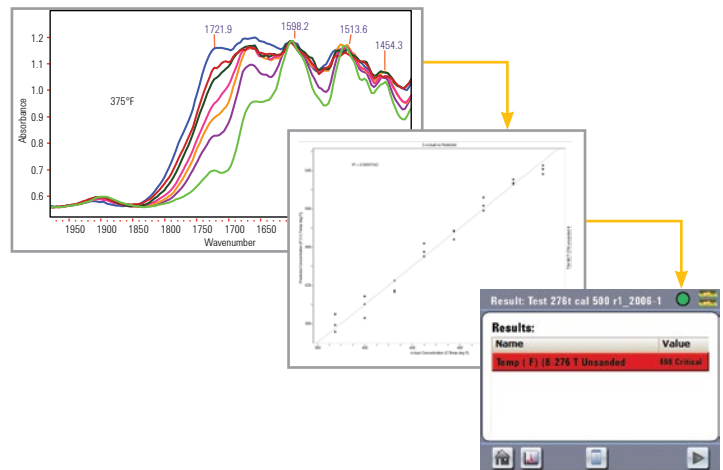 1721.9
1598.2
1513.6
1454.3
1.2
1.1
1.0
0.9
0.8
0.7
0.6
Absorbance
375°F
1950 1900 1850 1800 1750 1700 1650
Wavenumber
Result: Test 276t cal 500 r1_2006-1
Results:
Name Value
Temp ( F) (8-276 T Unsanded Critical